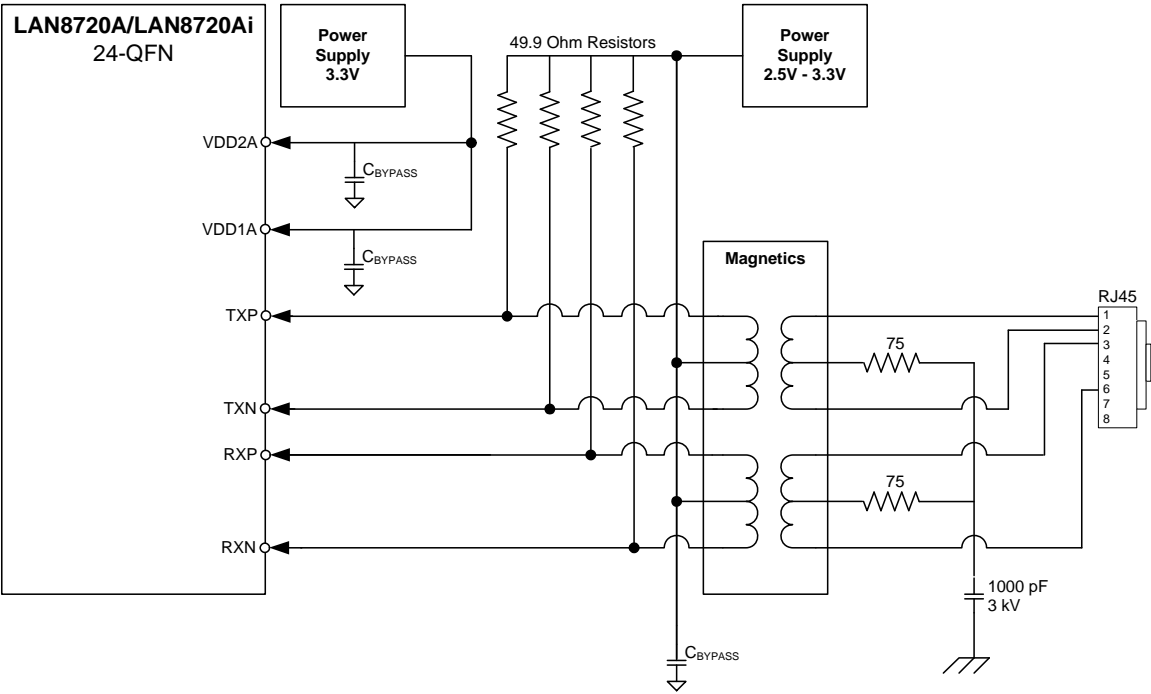 LAN8720A/LAN8720Ai
24-QFN
Power
Supply
3.3V
49.9 Ohm Resistors
Power
Supply
2.5V - 3.3V
VDD2A
CBYPASS
VDD1A
CBYPASS
Magnetics
TXP
RJ45
1
2
3
4
5
6
7
8
75
TXN
RXP
75
RXN
1000 pF
3 kV
CBYPASS